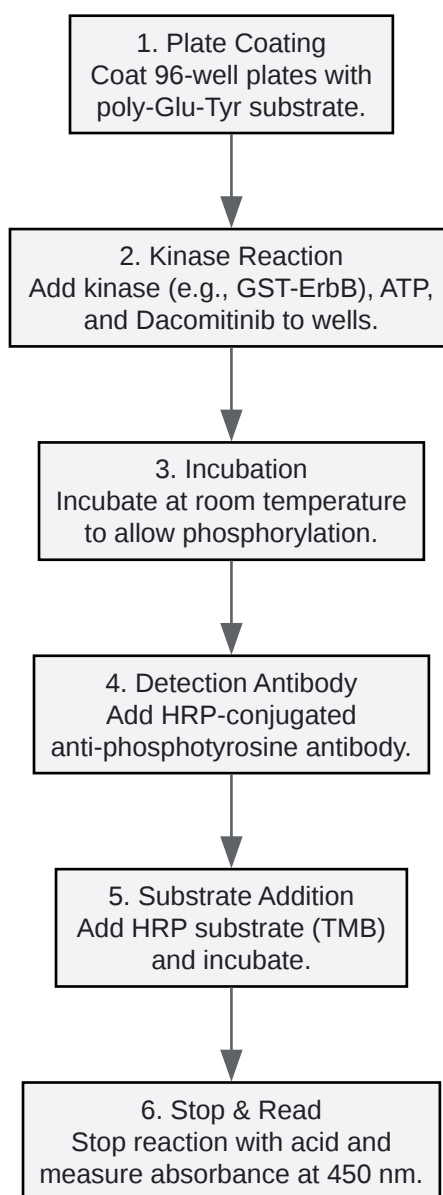 1. Plate Coating
Coat 96-well plates with
poly-Glu-Tyr substrate.
2. Kinase Reaction
Add kinase (e.g., GST-ErbB), ATP,
and Dacomitinib to wells.
3. Incubation
Incubate at room temperature
to allow phosphorylation.
4. Detection Antibody
Add HRP-conjugated
anti-phosphotyrosine antibody.
5. Substrate Addition
Add HRP substrate (TMB)
and incubate.
6. Stop & Read
Stop reaction with acid and
measure absorbance at 450 nm.